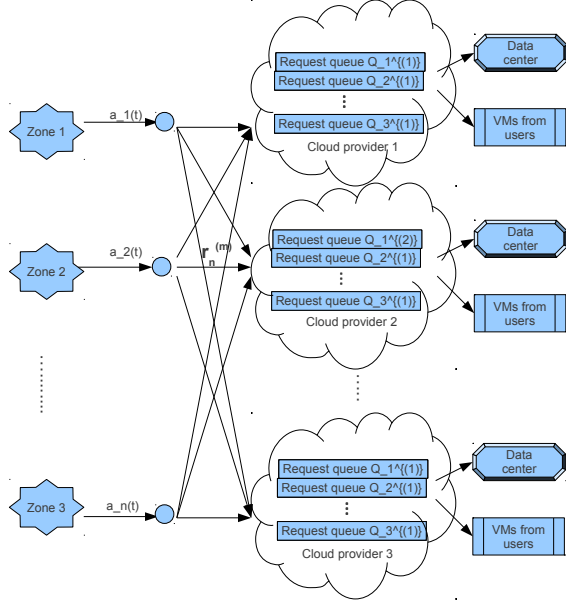 Request queue Q_1^{(1)}
Request queue Q_2^{(1)}
Request queue Q_3^{(1)}
Cloud provider 1
Data
center
VMs from
users
Zone 1
a_1(t)
Request queue Q_1^{(2)}
Request queue Q_2^{(1)}
Request queue Q_3^{(1)}
Cloud provider 2
Data
center
VMs from
users
Zone 2
a_2(t)
r_n^(m)
Request queue Q_1^{(1)}
Request queue Q_2^{(1)}
Request queue Q_3^{(1)}
Cloud provider 3
Data
center
VMs from
users
Zone 3
a_n(t)